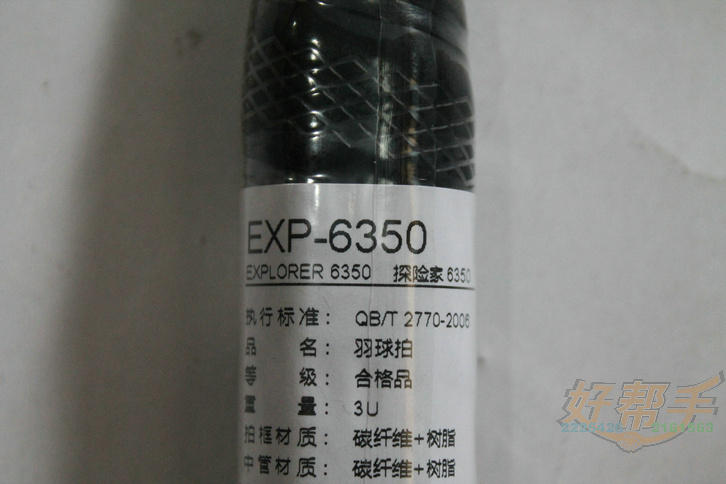 EXP-6350
EXPLORER 6350 探险家 6350
执行标准： QB/T 2770-2006
品 名： 羽球拍
等 级： 合格品
重 量： 3U
拍框材质： 碳纤维+树脂
中管材质： 碳纤维+树脂
好帮手